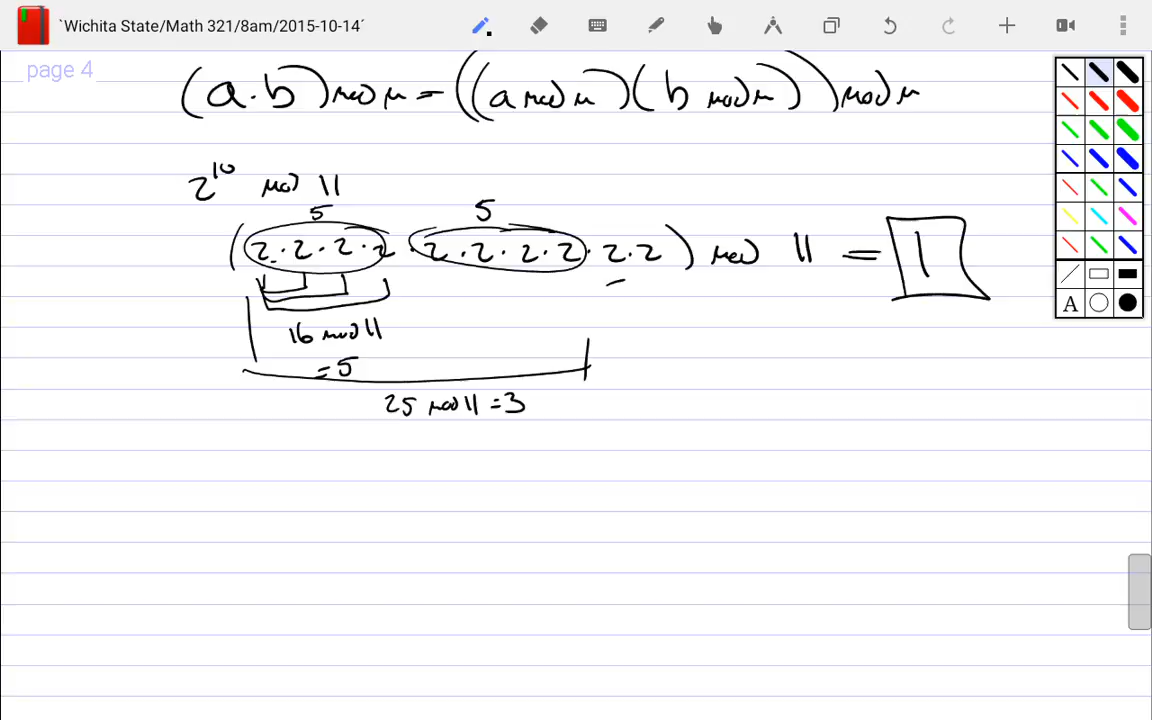 `Wichita State/Math 321/8am/2015-10-14´
page 4
(a·b) mod n = ((a mod n)(b mod n)) mod n
2^10 mod 11
5 5
(2·2·2·2·2·2·2·2·2·2) mod 11 = 1
16 mod 11
= 5
25 mod 11 = 3
A